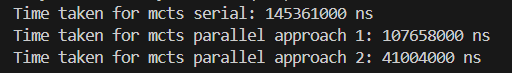 Time taken for mcts serial: 145361000 ns
Time taken for mcts parallel approach 1: 107658000 ns
Time taken for mcts parallel approach 2: 41004000 ns